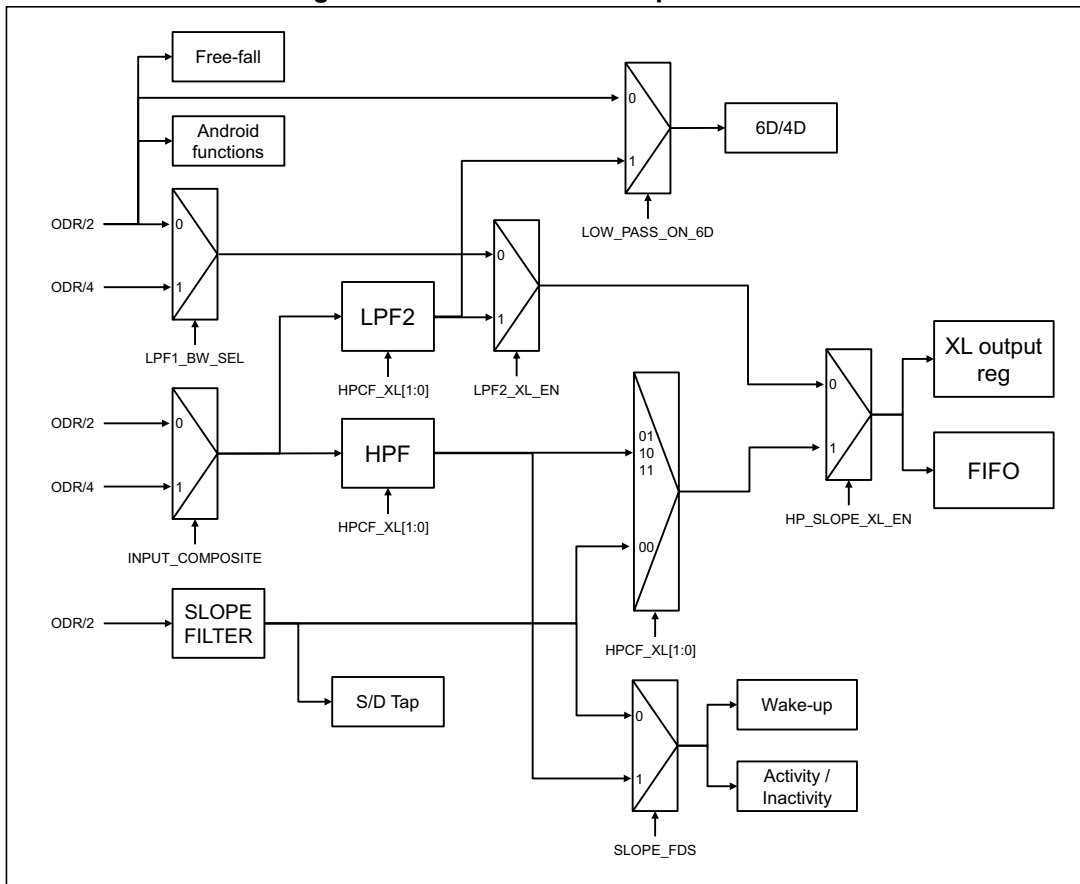 Free-fall
Android
functions
0
1
6D/4D
LOW_PASS_ON_6D
ODR/2
ODR/4
0
1
LPF1_BW_SEL
LPF2
HPCF_XL[1:0]
0
1
LPF2_XL_EN
XL output
reg
FIFO
0
1
HP_SLOPE_XL_EN
ODR/2
ODR/4
0
1
INPUT_COMPOSITE
HPF
HPCF_XL[1:0]
01
10
11
00
HPCF_XL[1:0]
ODR/2
SLOPE
FILTER
S/D Tap
0
1
SLOPE_FDS
Wake-up
Activity /
Inactivity